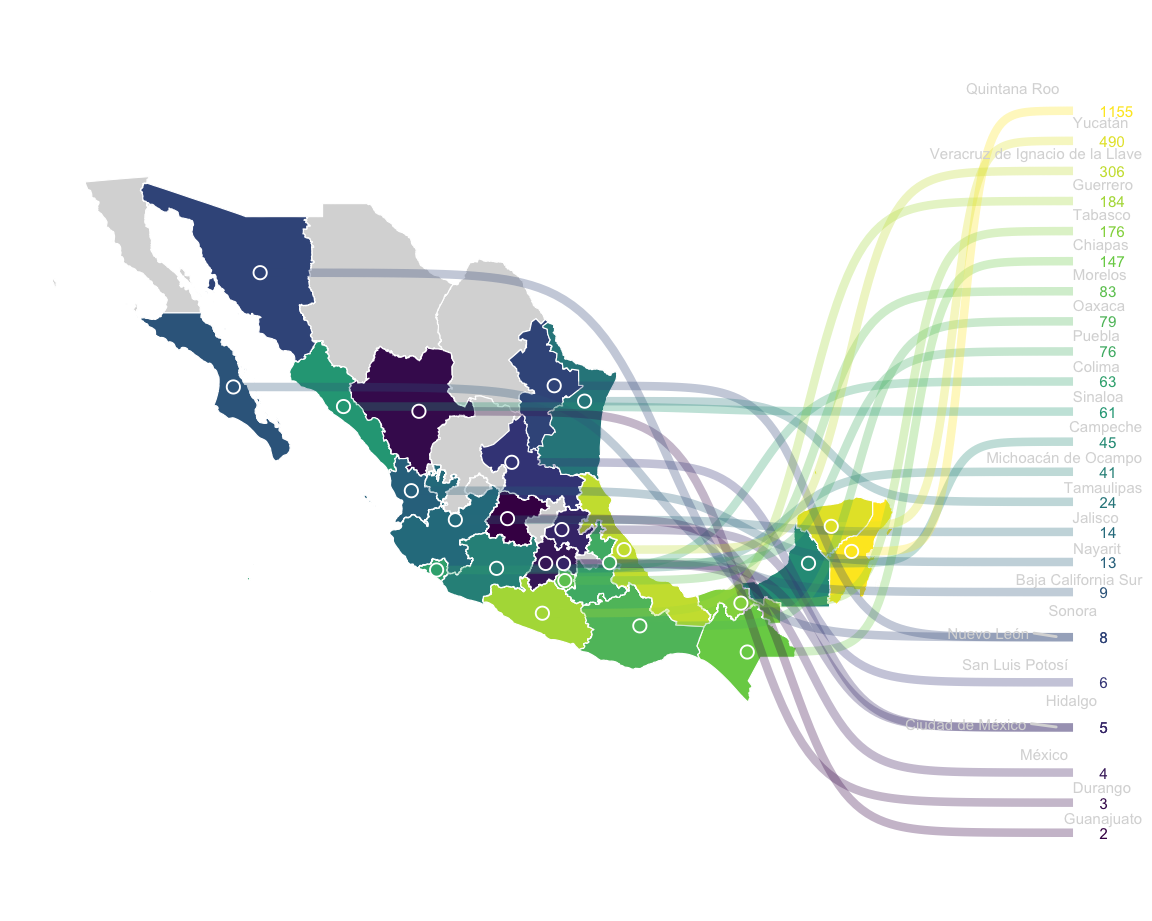 Quintana Roo
1155
Yucatán
490
Veracruz de Ignacio de la Llave
306
Guerrero
184
Tabasco
176
Chiapas
147
Morelos
83
Oaxaca
79
Puebla
76
Colima
63
Sinaloa
61
Campeche
45
Michoacán de Ocampo
41
Tamaulipas
24
Jalisco
14
Nayarit
13
Baja California Sur
9
Sonora
Nuevo León
8
San Luis Potosí
6
Hidalgo
Ciudad de México
5
México
4
Durango
3
Guanajuato
2